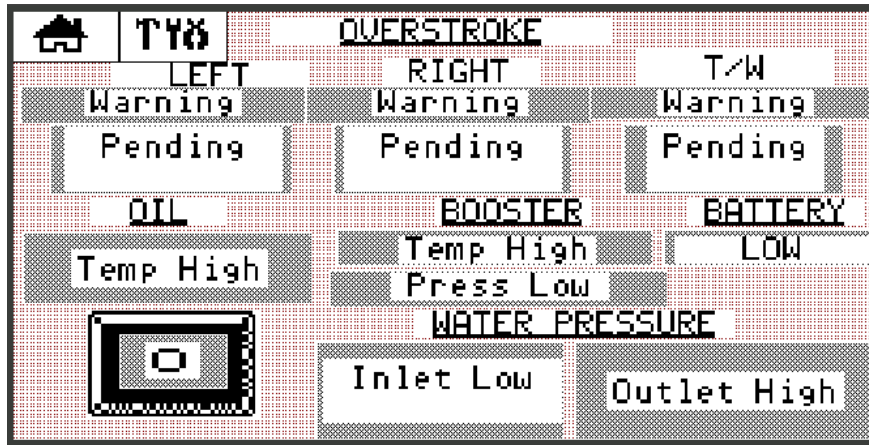 OVERSTROKE
LEFT RIGHT T/W
Warning Warning Warning
Pending Pending Pending
OIL BOOSTER BATTERY
Temp High LOW
Temp High
Press Low
WATER PRESSURE
Inlet Low
Outlet High